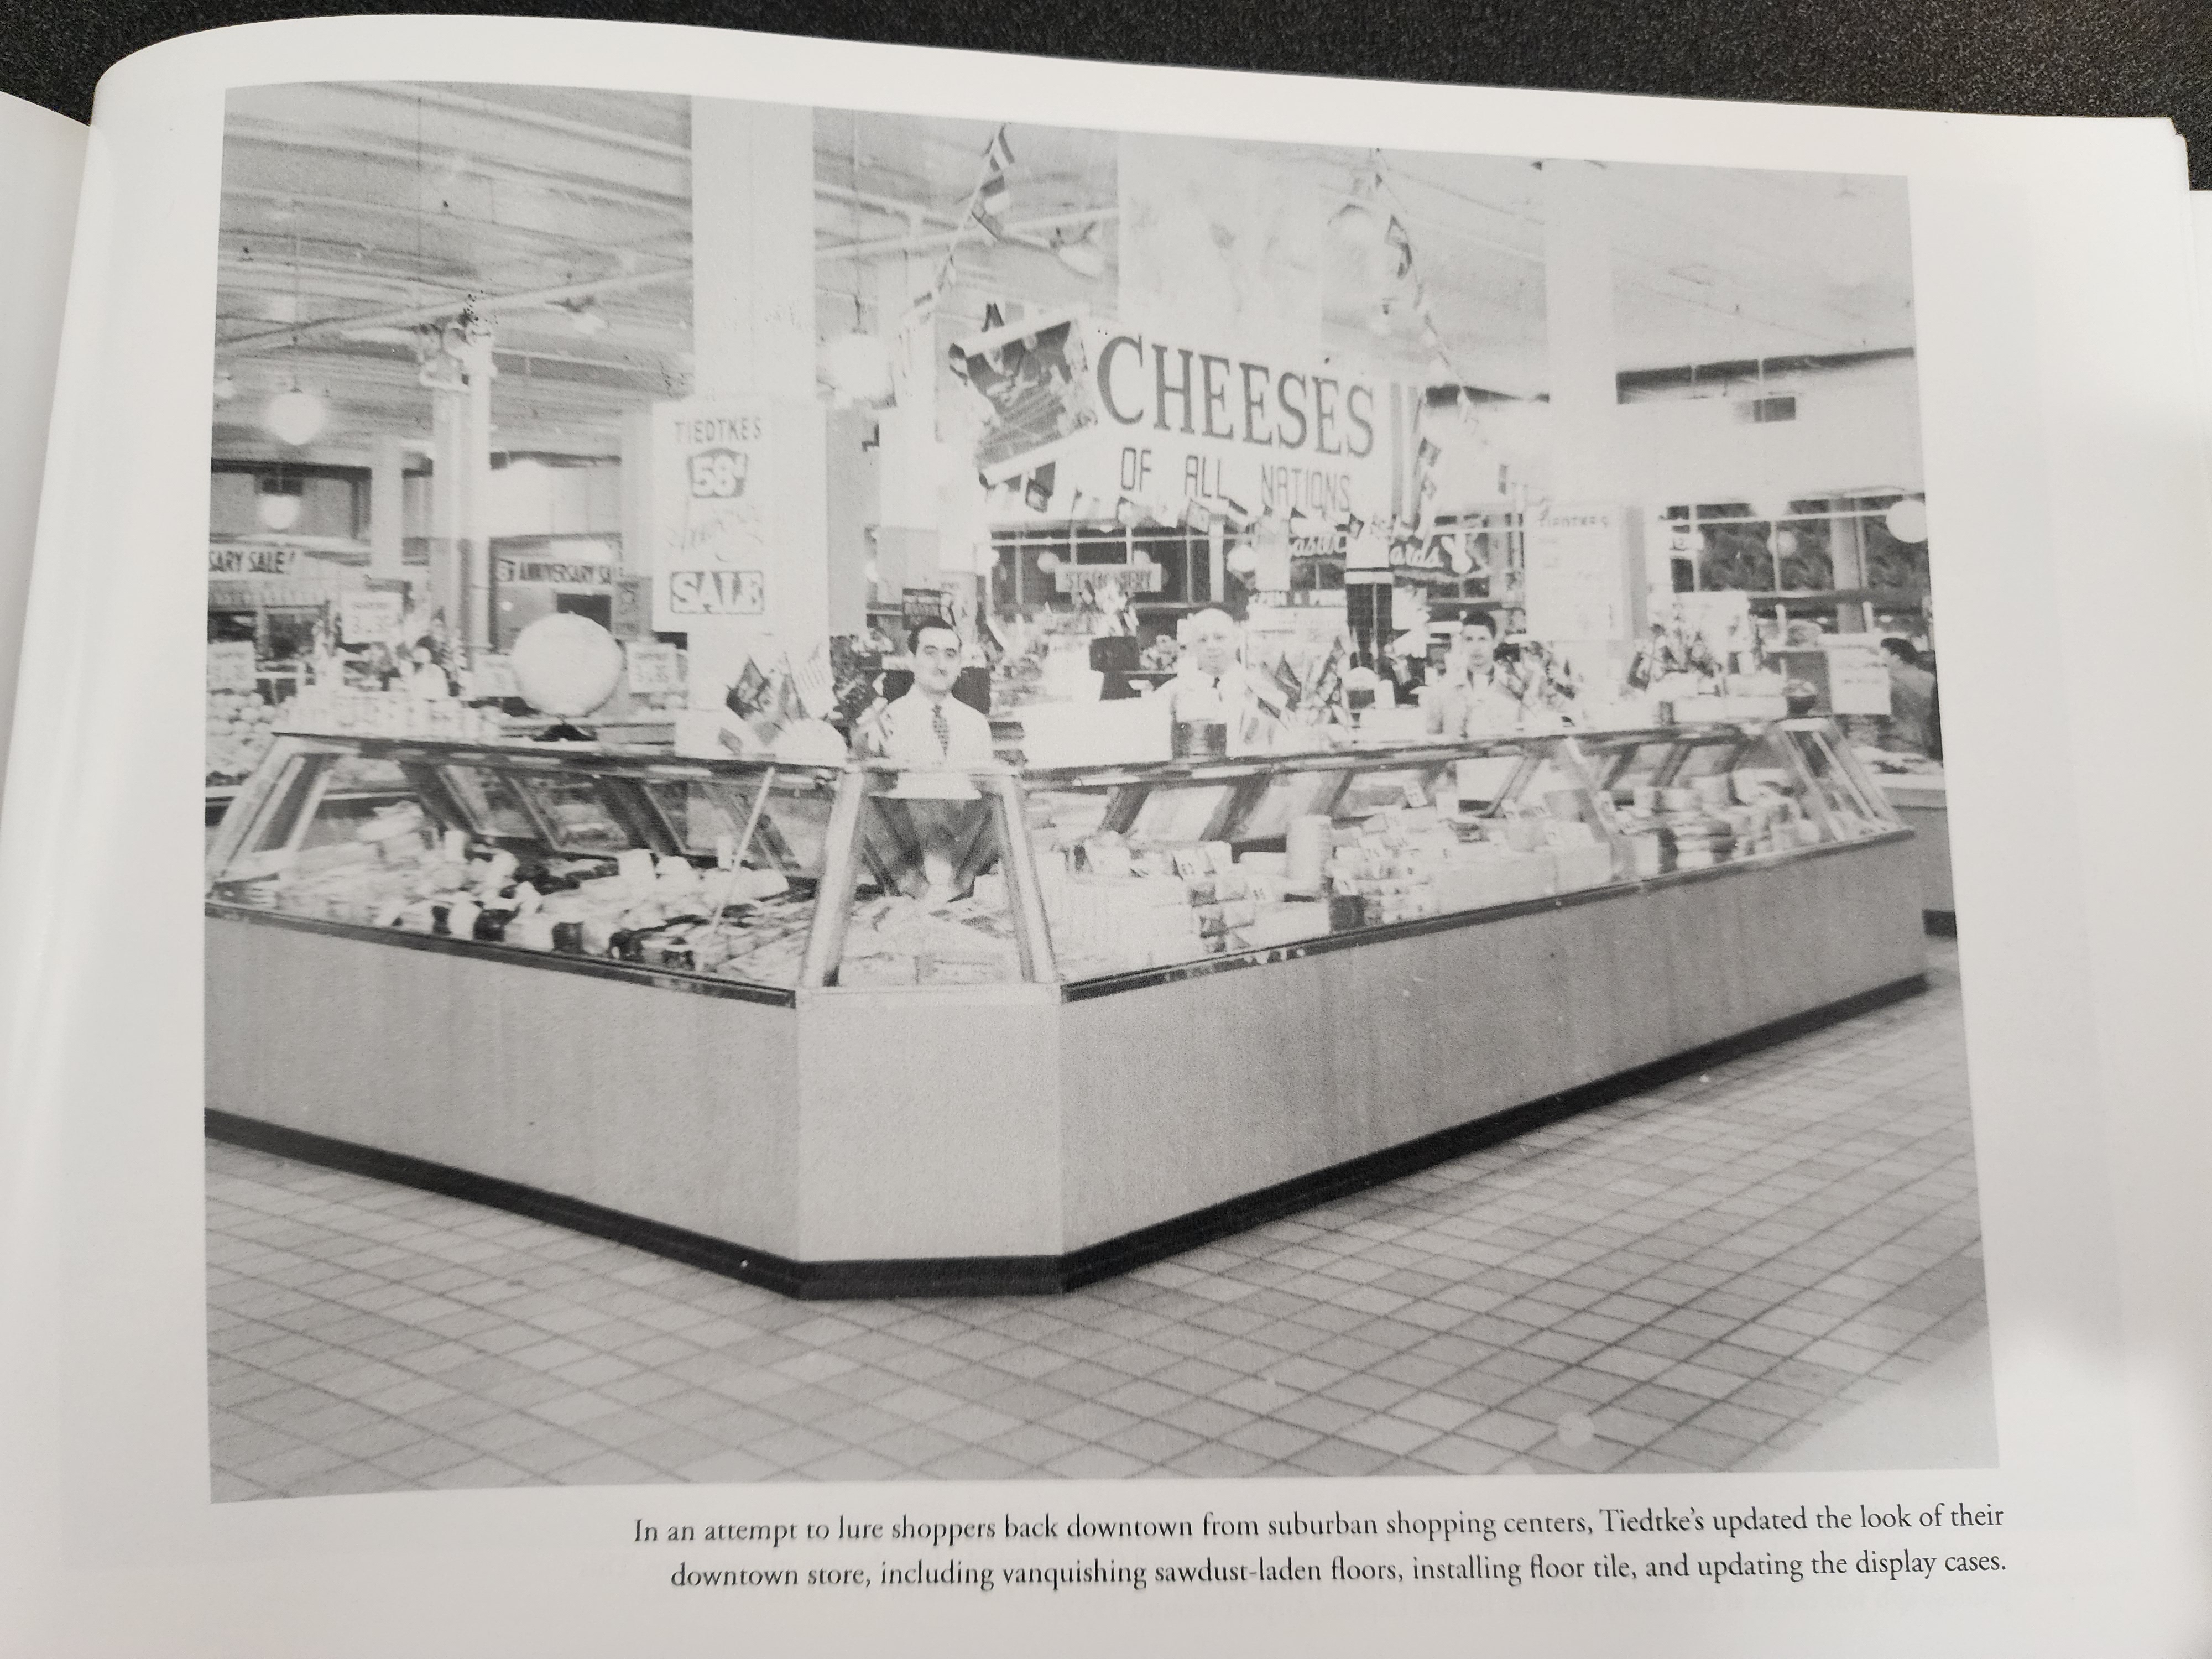 CHEESES
OF ALL NATIONS
TIEDTKES
58
SALE
SARY SALE!
ANNIVERSARY SA
TIEDTKES
In an attempt to lure shoppers back downtown from suburban shopping centers, Tiedtke's updated the look of their
downtown store, including vanquishing sawdust-laden floors, installing floor tile, and updating the display cases.